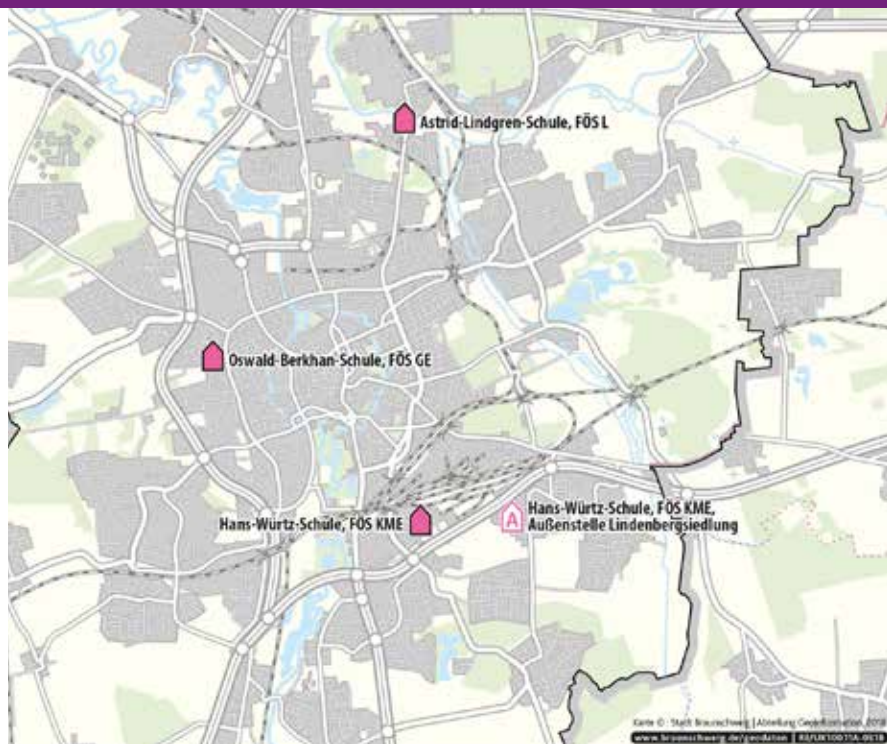 Astrid-Lindgren-Schule, FÖS L
Oswald-Berkhan-Schule, FÖS GE
Hans-Würtz-Schule, FÖS KME
A
Hans-Würtz-Schule, FÖS KME,
Außenstelle Lindenbergsiedlung
Karte ©: Stadt Braunschweig | Abteilung Geoinformation, 2018
www.braunschweig.de/geodaten